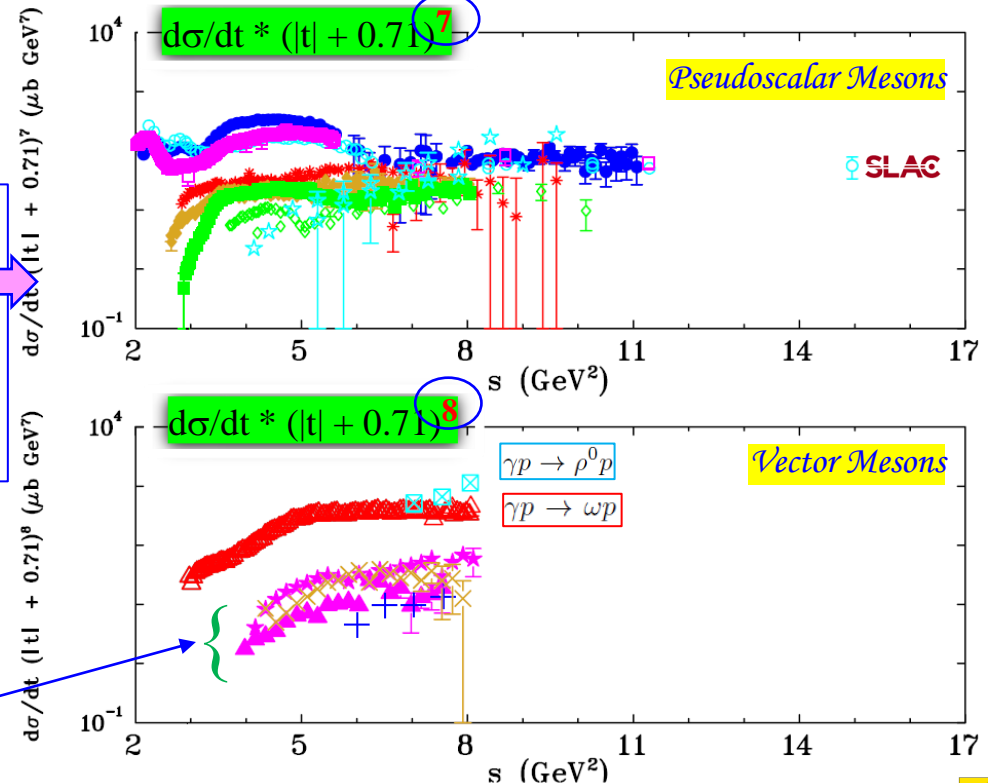 dσ/dt * (|t| + 0.71)^7
Pseudoscalar Mesons
SLAC
dσ/dt (|t| + 0.71)⁷ (μb GeV⁷)
10⁴
10⁻¹
2 5 8 11 14 17
s (GeV²)
dσ/dt * (|t| + 0.71)^8
Vector Mesons
γp → ρ⁰p
γp → ωp
dσ/dt (|t| + 0.71)⁸ (μb GeV⁷)
10⁴
10⁻¹
2 5 8 11 14 17
s (GeV²)